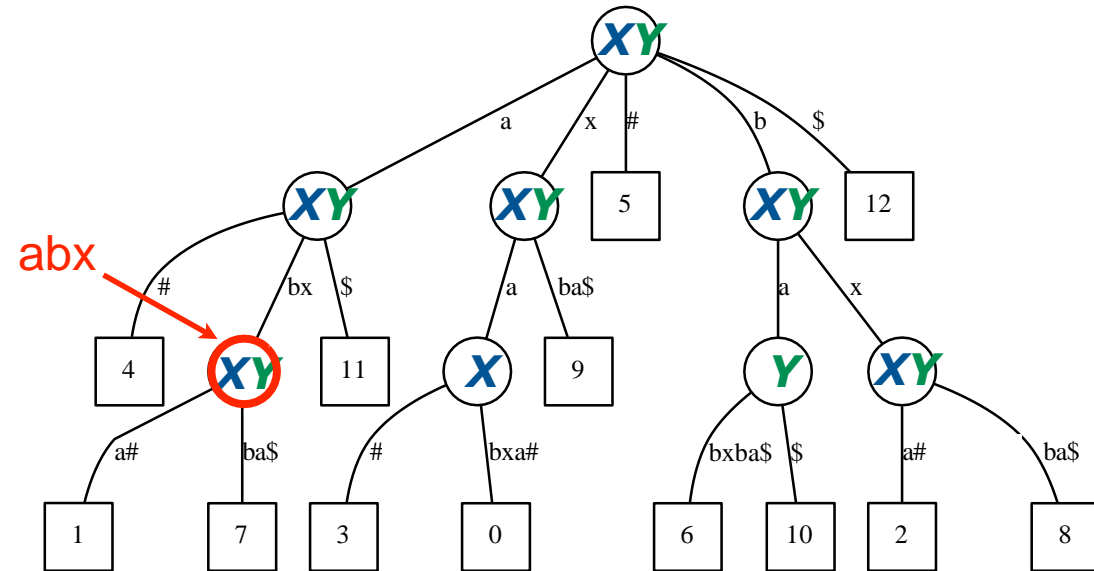 XY
a x # b $
XY XY 5 XY 12
abx
# bx $ a ba$ a x
4 XY 11 X 9 Y XY
a# ba$ # bxa# bxba$ $ a# ba$
1 7 3 0 6 10 2 8